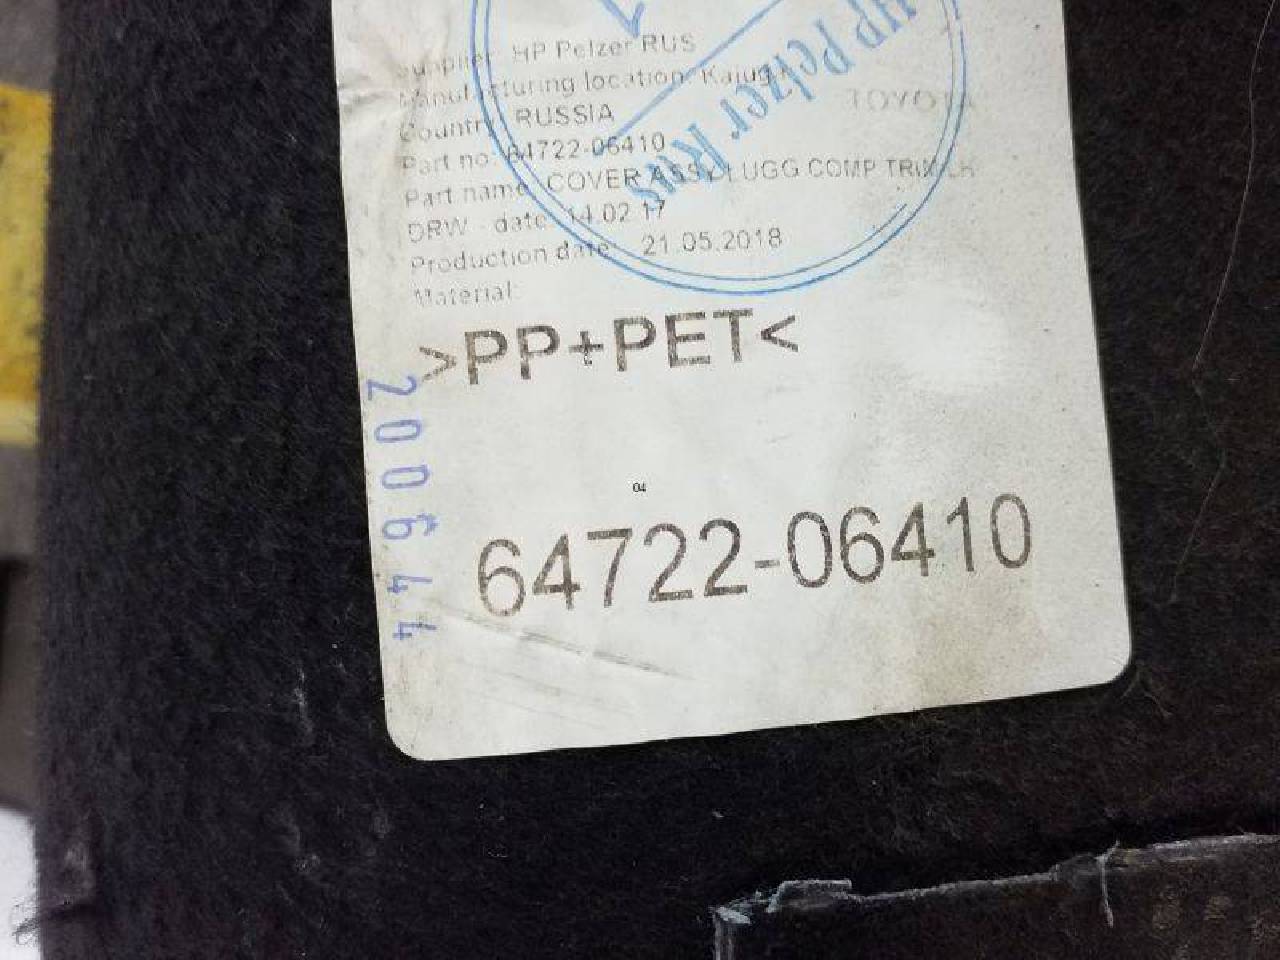 Supplier: HP Pelzer RUS
Manufacturing location: Kaluga
TOYOTA
Country: RUSSIA
Part no: 64722-06410
Part name: COVER ASSY LUGG COMP TRIM, LH
DRW - date: 14.02.17
Production date: 21.05.2018
Material:
>PP+PET<
04
64722-06410
200644
HP Pelzer Rus
1